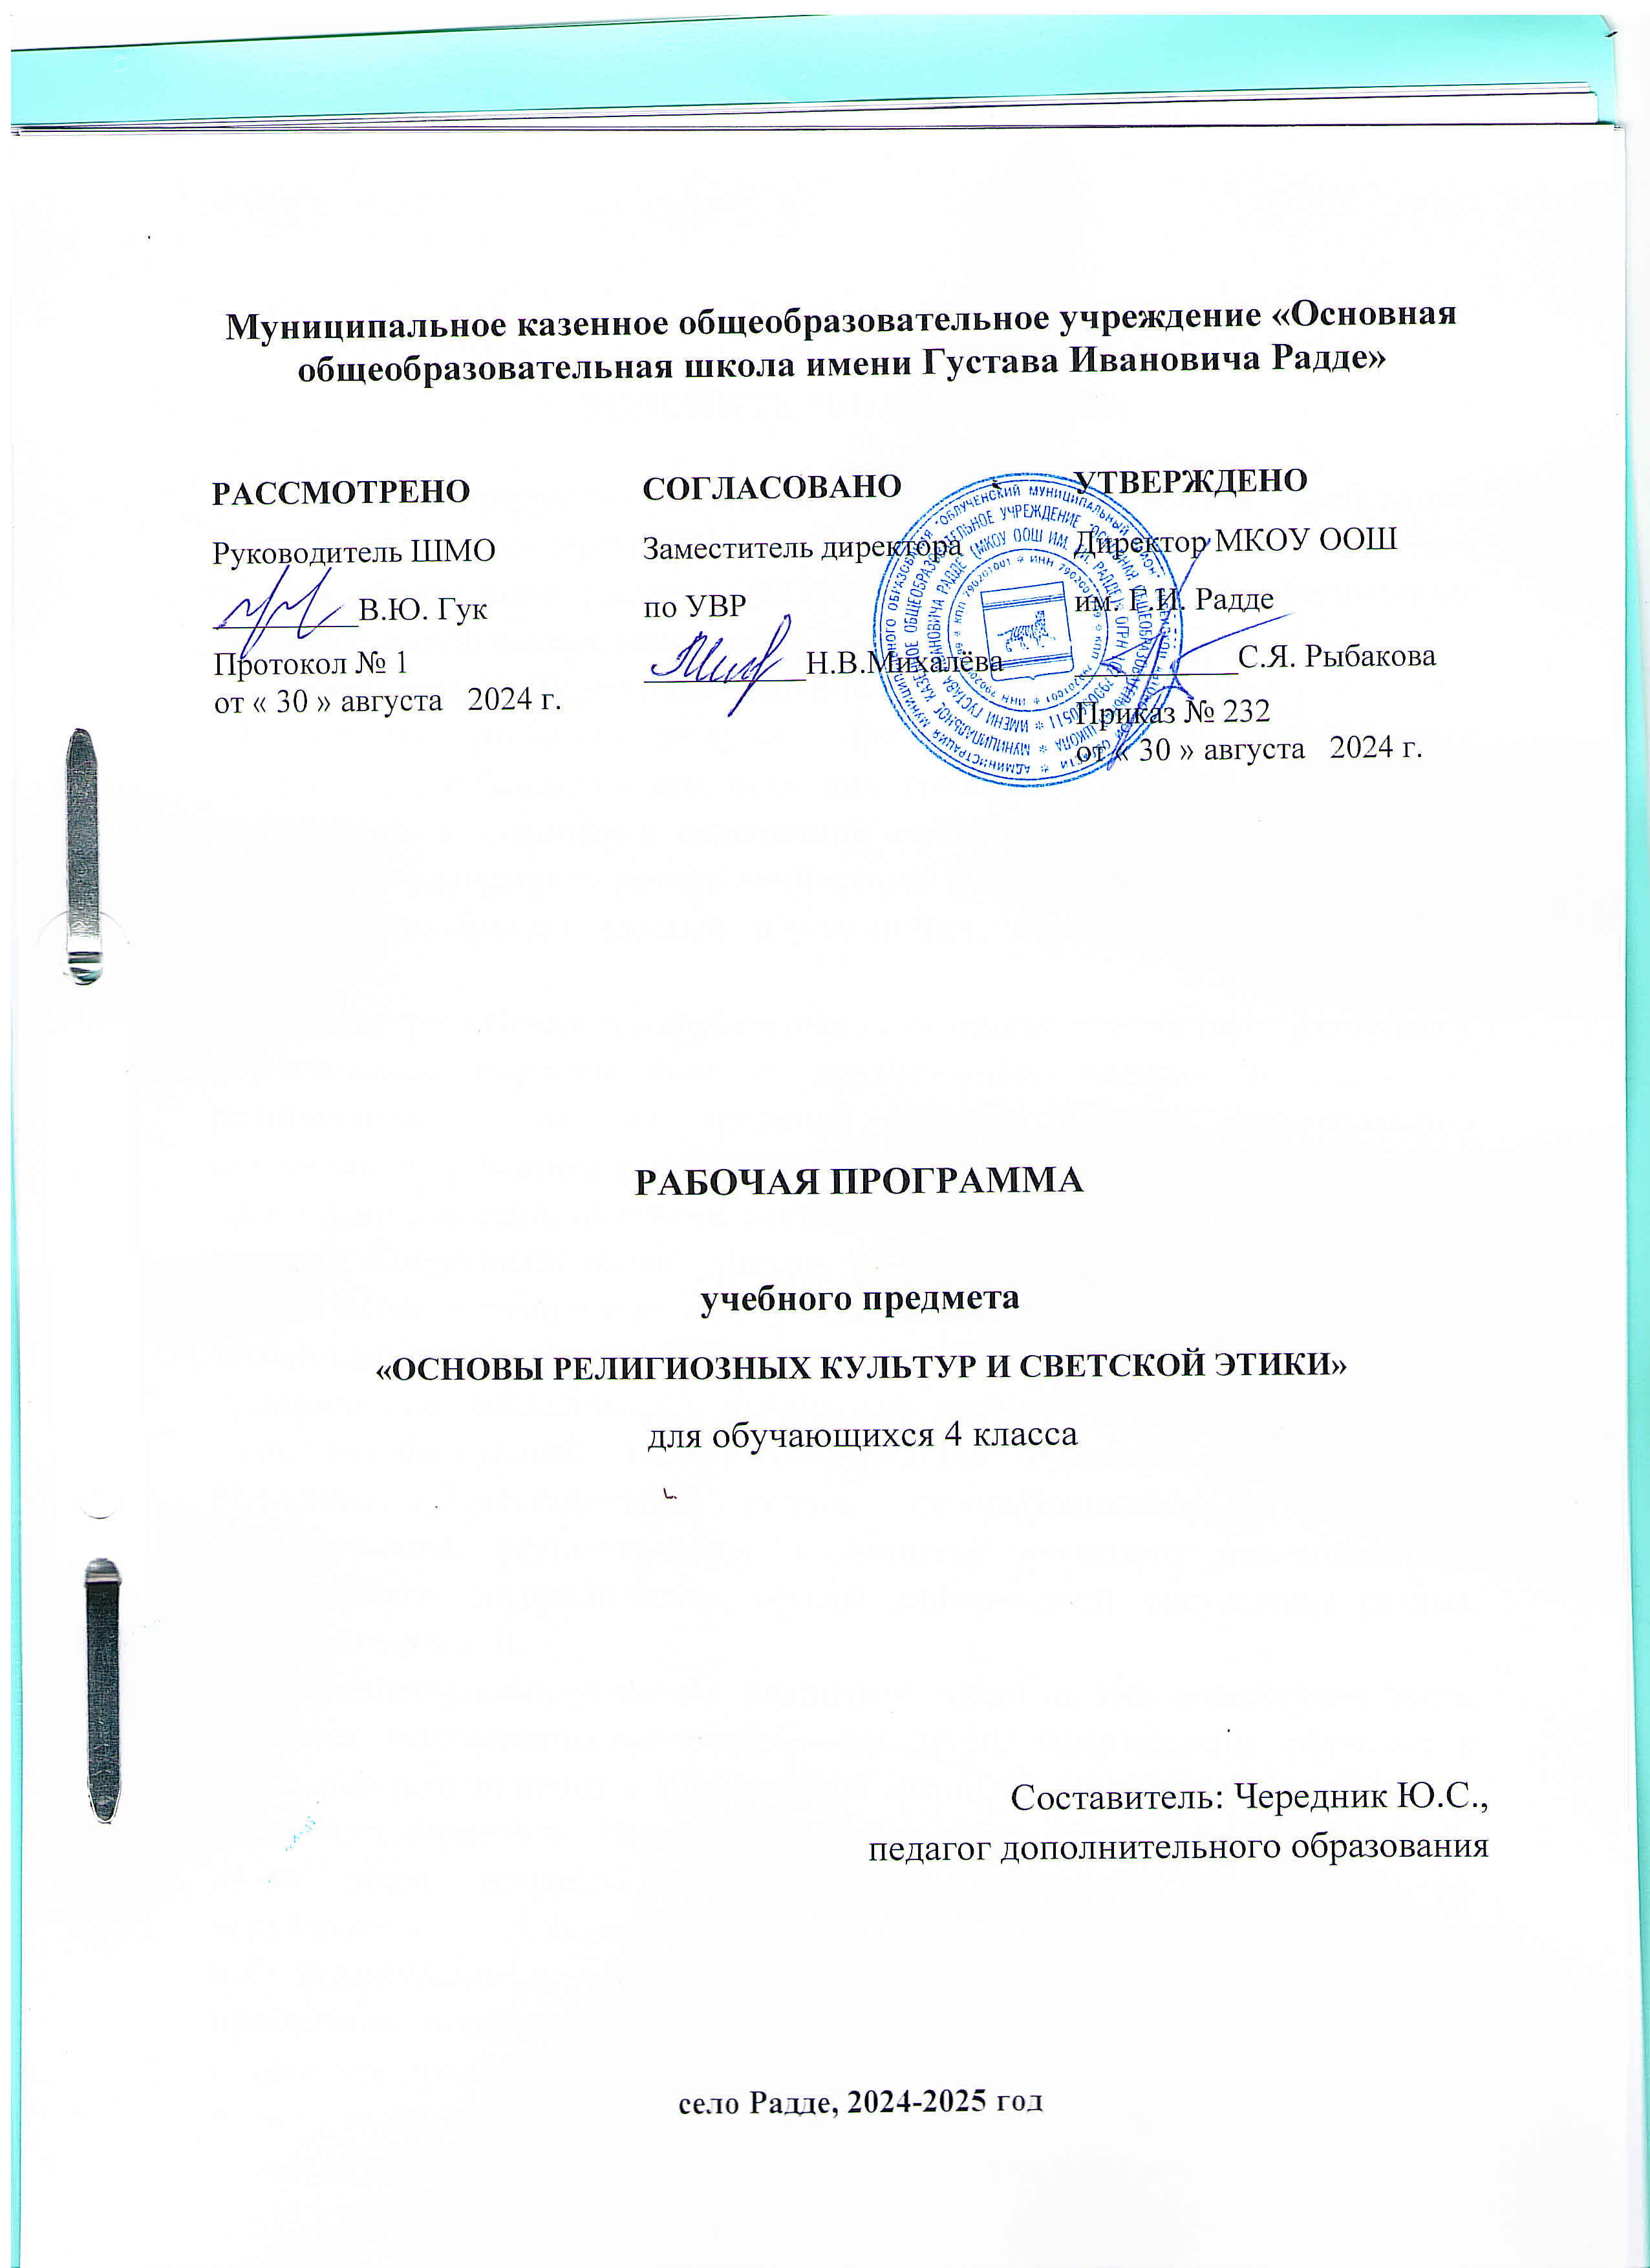 Муниципальное казенное общеобразовательное учреждение «Основная
общеобразовательная школа имени Густава Ивановича Радде»
РАССМОТРЕНО
Руководитель ШМО
_________В.Ю. Гук
Протокол № 1
от « 30 » августа 2024 г.
СОГЛАСОВАНО
Заместитель директора
по УВР
__________Н.В.Михалёва
УТВЕРЖДЕНО
Директор МКОУ ООШ
им. Г.И. Радде
__________С.Я. Рыбакова
Приказ № 232
от « 30 » августа 2024 г.
РАБОЧАЯ ПРОГРАММА
учебного предмета
«ОСНОВЫ РЕЛИГИОЗНЫХ КУЛЬТУР И СВЕТСКОЙ ЭТИКИ»
для обучающихся 4 класса
Составитель: Чередник Ю.С.,
педагог дополнительного образования
село Радде, 2024-2025 год